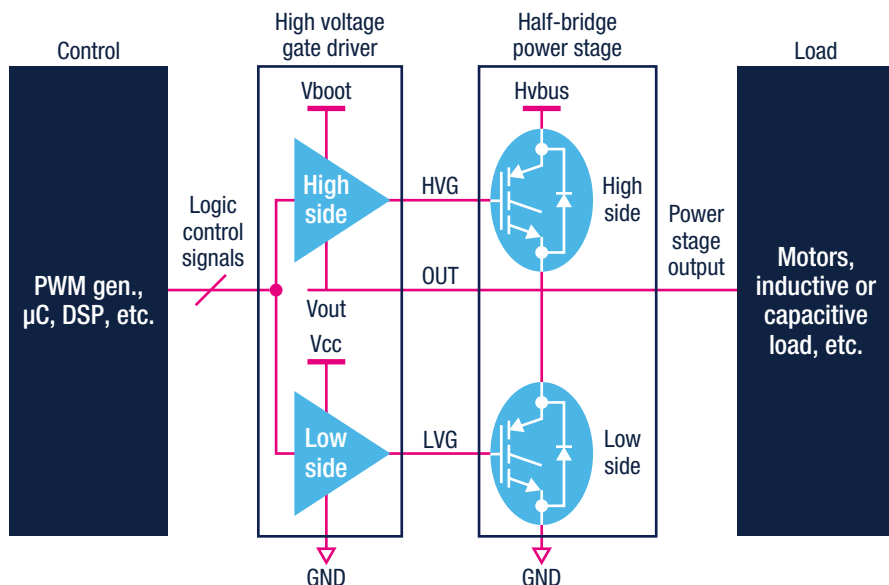 Control
High voltage
gate driver
Half-bridge
power stage
Load
Vboot
Hvbus
High
side
HVG
High
side
Logic
control
signals
Power
stage
output
PWM gen.,
µC, DSP, etc.
OUT
Vout
Motors,
inductive or
capacitive
load, etc.
Vcc
Low
side
LVG
Low
side
GND
GND